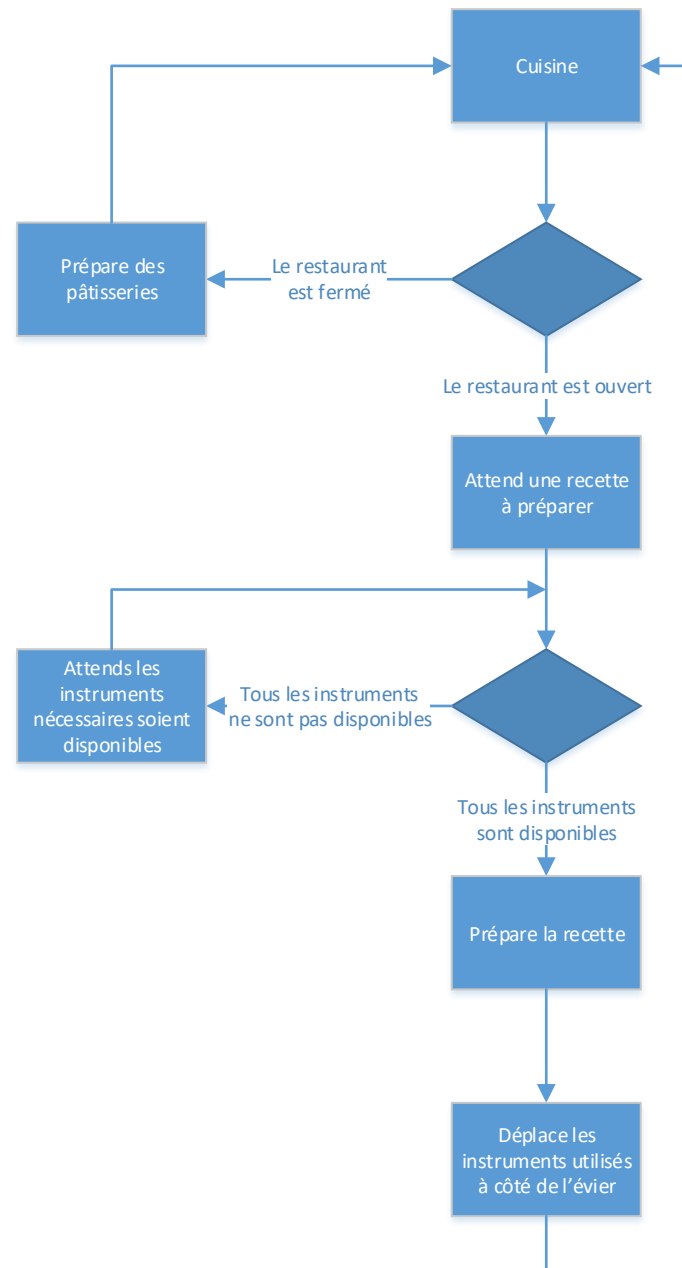 Cuisine
Prépare des
pâtisseries
Le restaurant
est fermé
Le restaurant est ouvert
Attend une recette
à préparer
Attends les
instruments
nécessaires soient
disponibles
Tous les instruments
ne sont pas disponibles
Tous les instruments
sont disponibles
Prépare la recette
Déplace les
instruments utilisés
à côté de l’évier